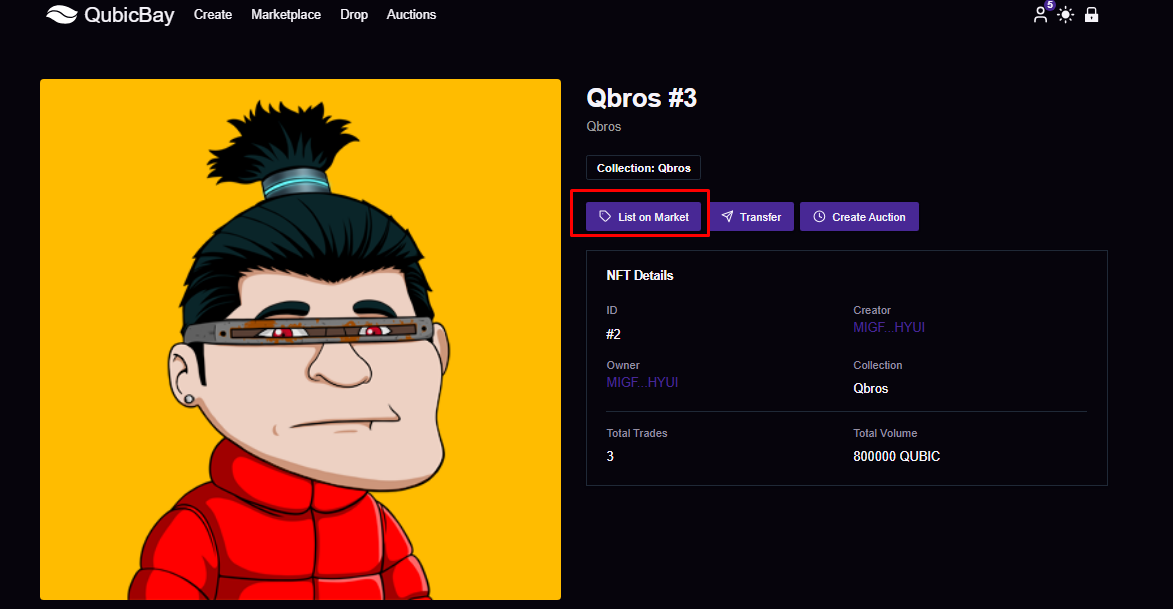 QubicBay Create Marketplace Drop Auctions 5
Qbros #3
Qbros
Collection: Qbros
List on Market Transfer Create Auction
NFT Details
ID Creator
#2 MIGF...HYUI
Owner Collection
MIGF...HYUI Qbros
Total Trades Total Volume
3 800000 QUBIC